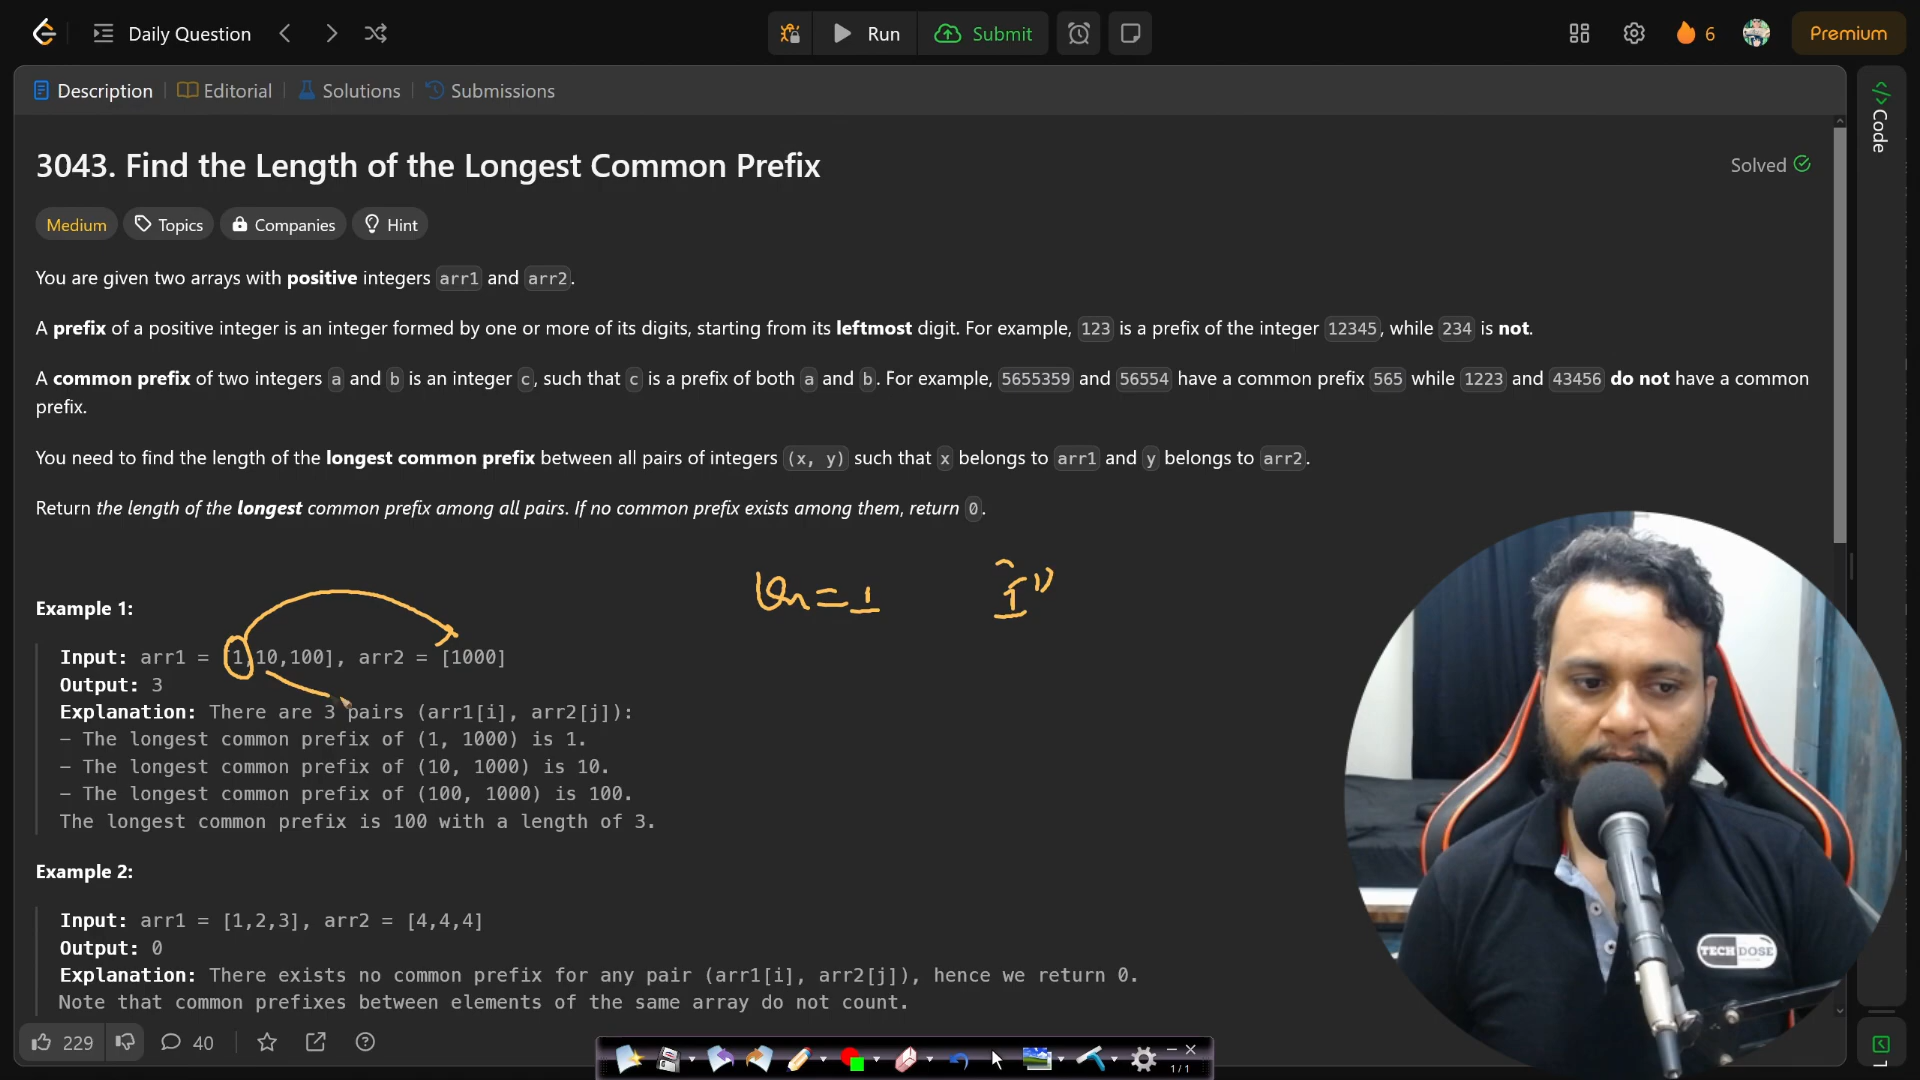 Daily Question
Run
Submit
6
Premium
Description
Editorial
Solutions
Submissions
Code
3043. Find the Length of the Longest Common Prefix
Solved
Medium
Topics
Companies
Hint
You are given two arrays with positive integers arr1 and arr2.
A prefix of a positive integer is an integer formed by one or more of its digits, starting from its leftmost digit. For example, 123 is a prefix of the integer 12345, while 234 is not.
A common prefix of two integers a and b is an integer c, such that c is a prefix of both a and b. For example, 5655359 and 56554 have a common prefix 565 while 1223 and 43456 do not have a common
prefix.
You need to find the length of the longest common prefix between all pairs of integers (x, y) such that x belongs to arr1 and y belongs to arr2.
Return the length of the longest common prefix among all pairs. If no common prefix exists among them, return 0.
Example 1:
Input: arr1 = [1,10,100], arr2 = [1000]
Output: 3
Explanation: There are 3 pairs (arr1[i], arr2[j]):
– The longest common prefix of (1, 1000) is 1.
– The longest common prefix of (10, 1000) is 10.
– The longest common prefix of (100, 1000) is 100.
The longest common prefix is 100 with a length of 3.
Example 2:
Input: arr1 = [1,2,3], arr2 = [4,4,4]
Output: 0
Explanation: There exists no common prefix for any pair (arr1[i], arr2[j]), hence we return 0.
Note that common prefixes between elements of the same array do not count.
229
40
1/1
TECH DOSE